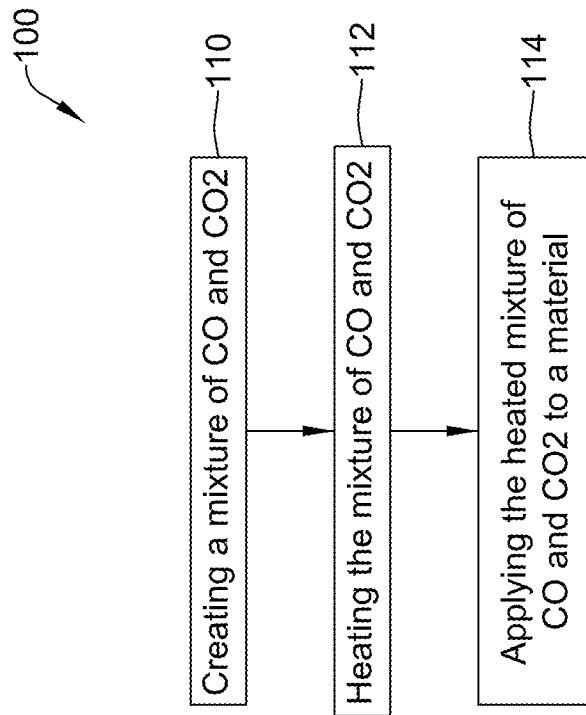 100
Creating a mixture of CO and CO2
110
Heating the mixture of CO and CO2
112
Applying the heated mixture of
CO and CO2 to a material
114